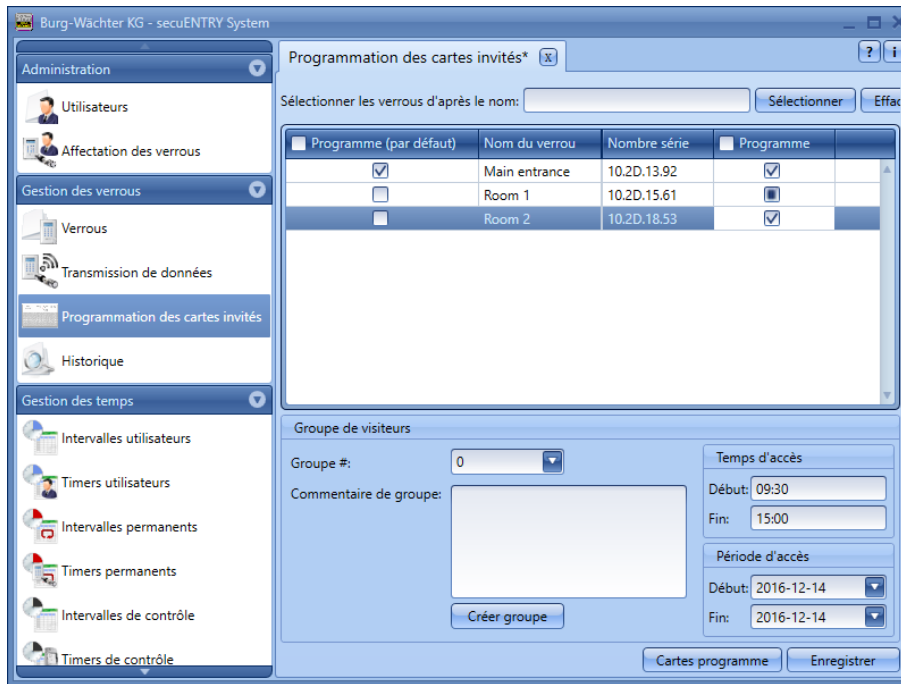 Burg-Wächter KG - secuENTRY System
Administration
Utilisateurs
Affectation des verrous
Gestion des verrous
Verrous
Transmission de données
Programmation des cartes invités
Historique
Gestion des temps
Intervalles utilisateurs
Timers utilisateurs
Intervalles permanents
Timers permanents
Intervalles de contrôle
Timers de contrôle
Programmation des cartes invités* x
? i
Sélectionner les verrous d'après le nom: Sélectionner Effac
Programme (par défaut) Nom du verrou Nombre série Programme
Main entrance 10.2D.13.92
Room 1 10.2D.15.61
Room 2 10.2D.18.53
Groupe de visiteurs
Groupe #: 0
Commentaire de groupe:
Créer groupe
Temps d'accès
Début: 09:30
Fin: 15:00
Période d'accès
Début: 2016-12-14
Fin: 2016-12-14
Cartes programme Enregistrer